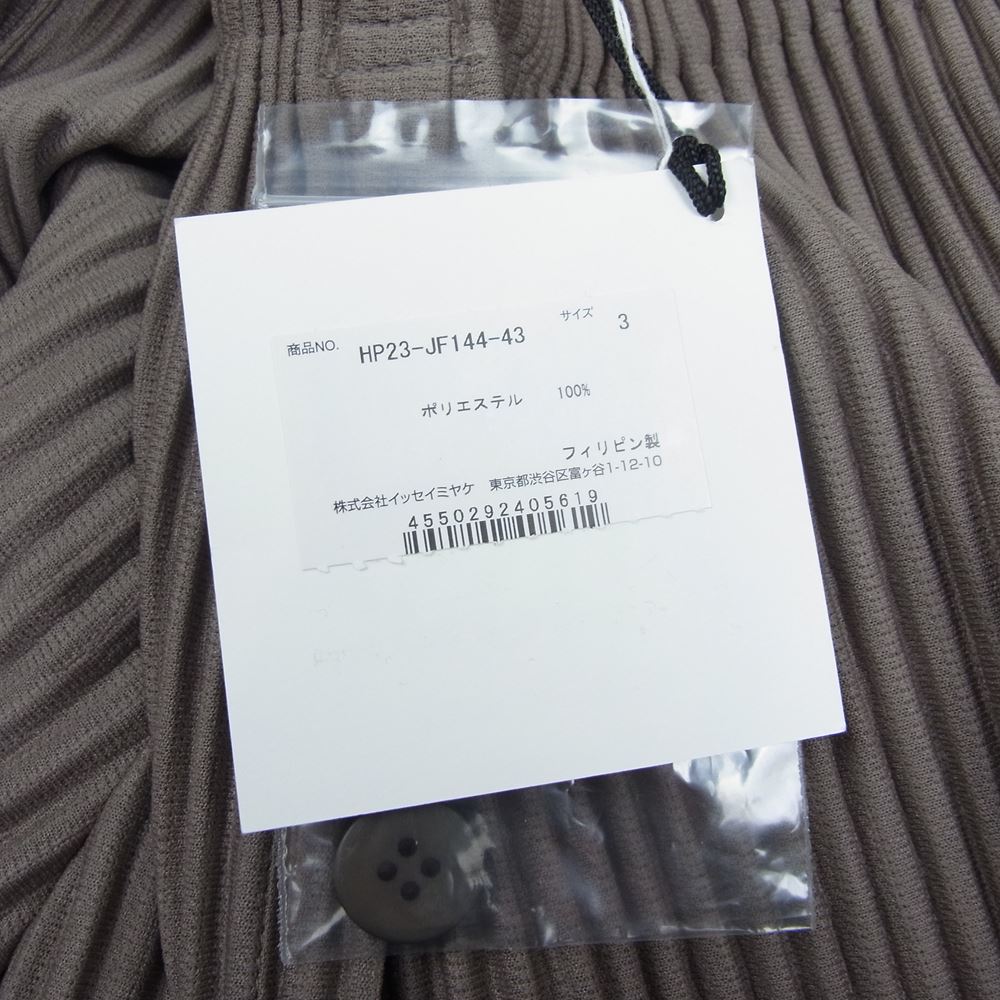 商品NO. HP23-JF144-43 サイズ 3
ポリエステル 100%
フィリピン製
株式会社イッセイミヤケ 東京都渋谷区富ヶ谷1-12-10
4550292405619